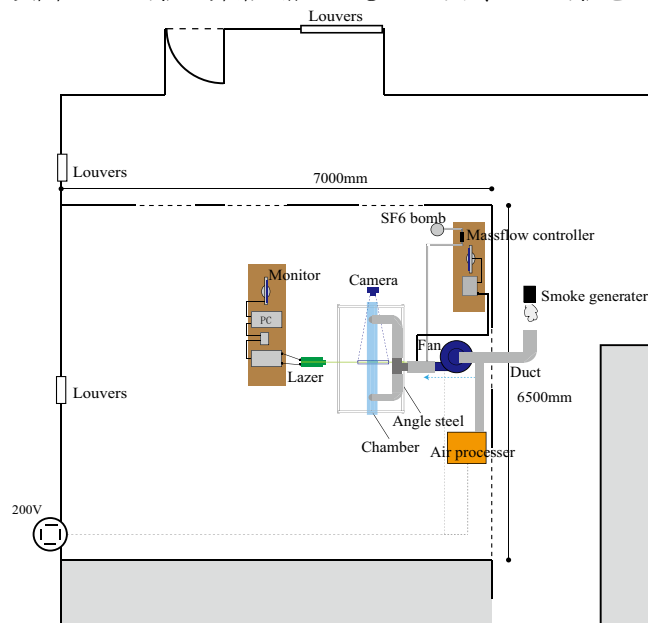 Louvers
Louvers
7000mm
SF6 bomb
Massflow controller
Monitor
Camera
Smoke generater
PC
Fan
Lazer
Duct
Louvers
6500mm
Angle steel
Chamber
Air processer
200V